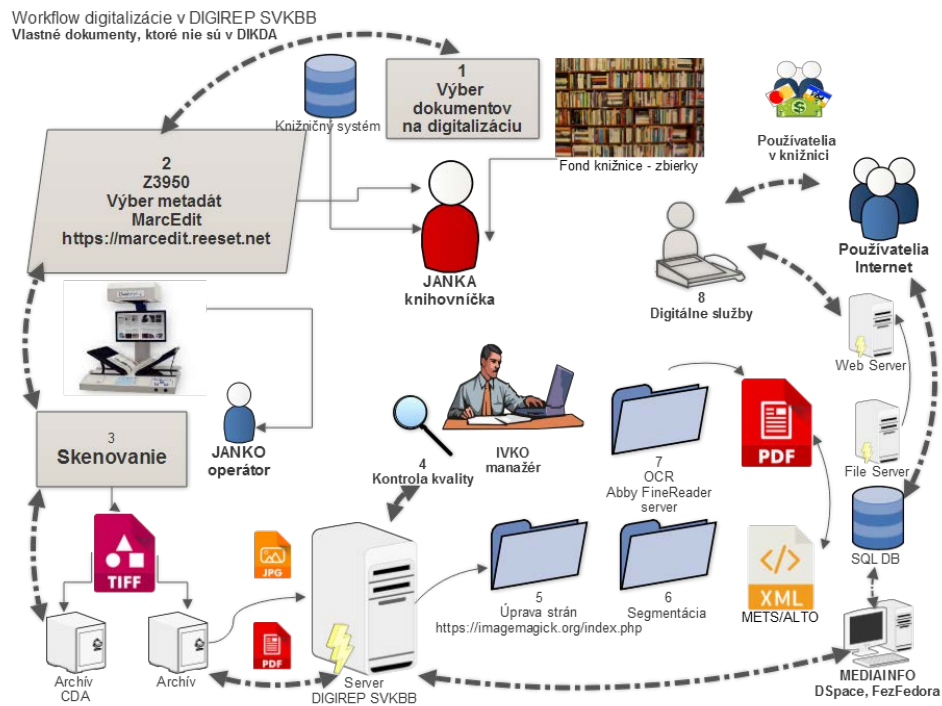 Workflow digitalizácie v DIGIREP SVKBB
Vlastné dokumenty, ktoré nie sú v DIKDA
1
Výber
dokumentov
na digitalizáciu
Knižničný systém
Fond knižnice - zbierky
Používatelia
v knižnici
2
Z3950
Výber metadát
MarcEdit
https://marcedit.reeset.net
JANKA
knihovníčka
Používatelia
Internet
8
Digitálne služby
Web Server
3
Skenovanie
JANKO
operátor
4
Kontrola kvality
IVKO
manažér
7
OCR
Abby FineReader
server
PDF
File Server
SQL DB
TIFF
JPG
PDF
5
Úprava strán
https://imagemagick.org/index.php
6
Segmentácia
XML
METS/ALTO
Archív
CDA
Archív
Server
DIGIREP SVKBB
MEDIAINFO
DSpace, FezFedora